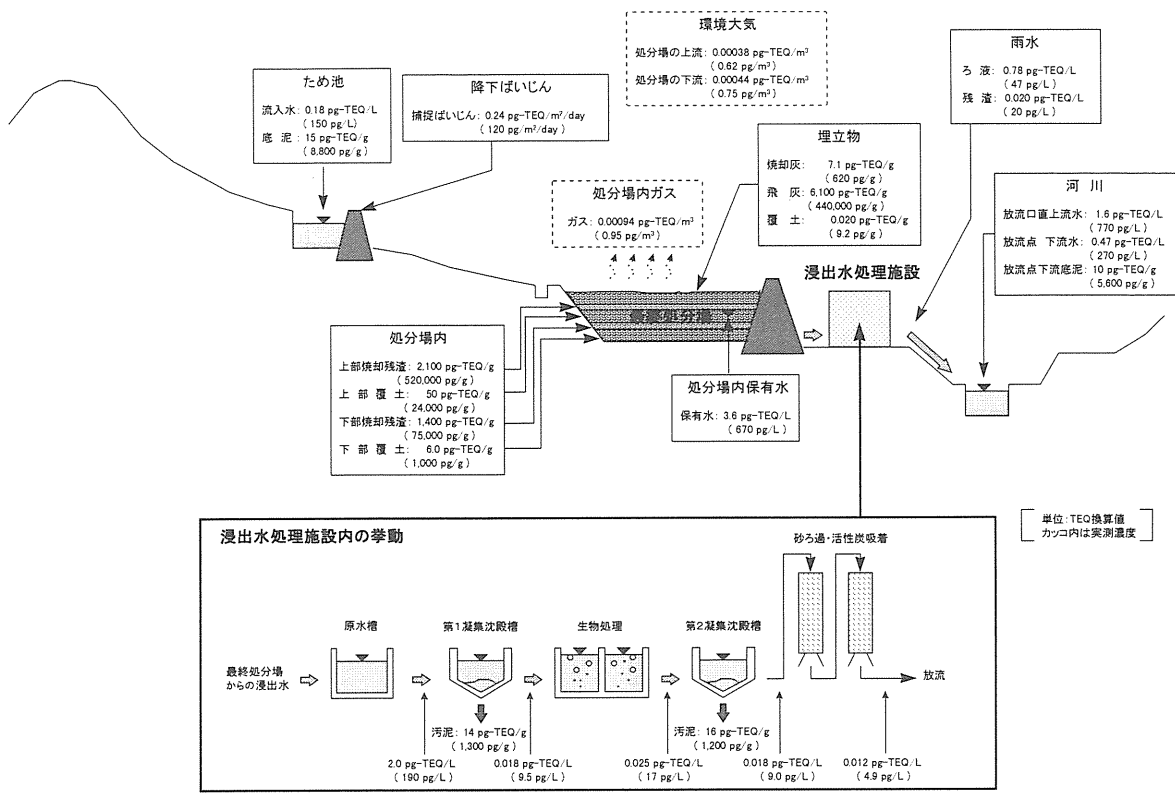 環境大気
処分場の上流: 0.00038 pg-TEQ/m³
( 0.62 pg/m³ )
処分場の下流: 0.00044 pg-TEQ/m³
( 0.75 pg/m³ )
雨水
ろ 液: 0.78 pg-TEQ/L
( 47 pg/L )
残 渣: 0.020 pg-TEQ/L
( 20 pg/L )
ため池
流入水: 0.18 pg-TEQ/L
( 150 pg/L )
底 泥: 15 pg-TEQ/g
( 8,800 pg/g )
降下ばいじん
捕捉ばいじん: 0.24 pg-TEQ/m²/day
( 120 pg/m²/day )
処分場内ガス
ガス: 0.00094 pg-TEQ/m³
( 0.95 pg/m³ )
埋立物
焼却灰: 7.1 pg-TEQ/g
( 620 pg/g )
飛 灰: 6,100 pg-TEQ/g
( 440,000 pg/g )
覆 土: 0.020 pg-TEQ/g
( 9.2 pg/g )
河 川
放流口直上流水: 1.6 pg-TEQ/L
( 770 pg/L )
放流点 下流水: 0.47 pg-TEQ/L
( 270 pg/L )
放流点下流底泥: 10 pg-TEQ/g
( 5,600 pg/g )
浸出水処理施設
最終処分場
処分場内
上部焼却残渣: 2,100 pg-TEQ/g
( 520,000 pg/g )
上 部 覆 土: 50 pg-TEQ/g
( 24,000 pg/g )
下部焼却残渣: 1,400 pg-TEQ/g
( 75,000 pg/g )
下 部 覆 土: 6.0 pg-TEQ/g
( 1,000 pg/g )
処分場内保有水
保有水: 3.6 pg-TEQ/L
( 670 pg/L )
単位:TEQ換算値
カッコ内は実測濃度
浸出水処理施設内の挙動
砂ろ過・活性炭吸着
原水槽
第1凝集沈殿槽
生物処理
第2凝集沈殿槽
最終処分場
からの浸出水
放流
汚泥: 14 pg-TEQ/g
( 1,300 pg/g )
汚泥: 16 pg-TEQ/g
( 1,200 pg/g )
2.0 pg-TEQ/L
( 190 pg/L )
0.018 pg-TEQ/L
( 9.5 pg/L )
0.025 pg-TEQ/L
( 17 pg/L )
0.018 pg-TEQ/L
( 9.0 pg/L )
0.012 pg-TEQ/L
( 4.9 pg/L )